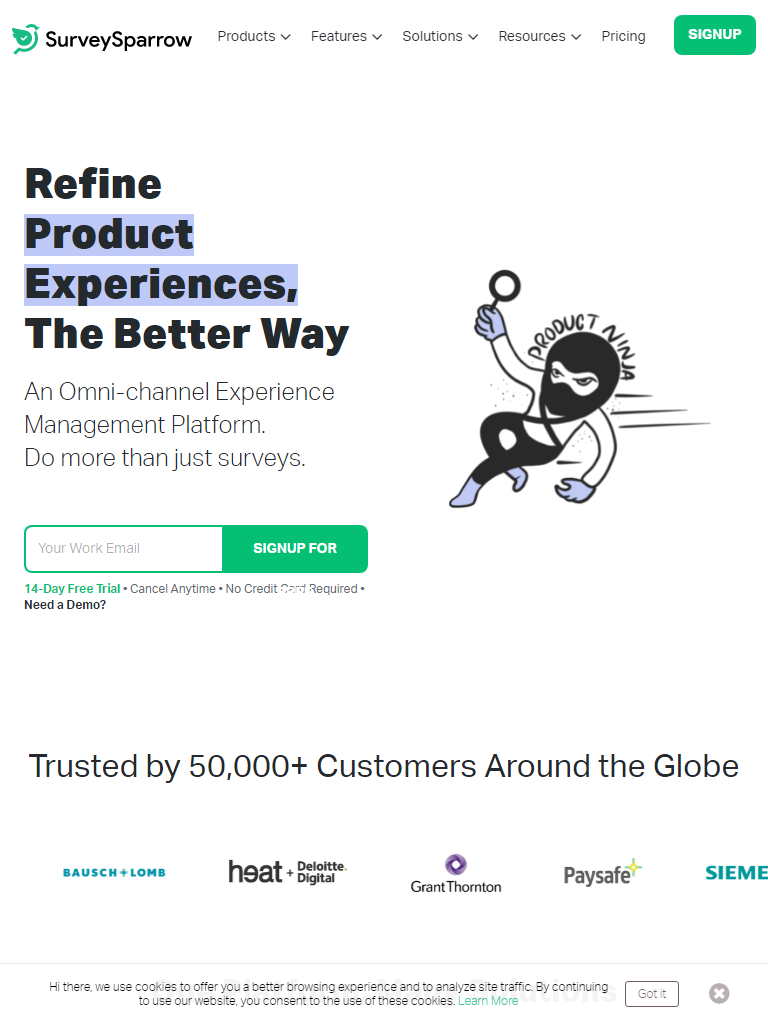 SurveySparrow Products Features Solutions Resources Pricing SIGNUP
Refine
Product
Experiences,
The Better Way
An Omni-channel Experience
Management Platform.
Do more than just surveys.
PRODUCT NINJA
Your Work Email SIGNUP FOR
14-Day Free Trial • Cancel Anytime • No Credit Card Required •
Need a Demo?
Trusted by 50,000+ Customers Around the Globe
BAUSCH + LOMB
heat + Deloitte.
Digital
Grant Thornton
Paysafe
SIEME
Hi there, we use cookies to offer you a better browsing experience and to analyze site traffic. By continuing
to use our website, you consent to the use of these cookies. Learn More
Got it